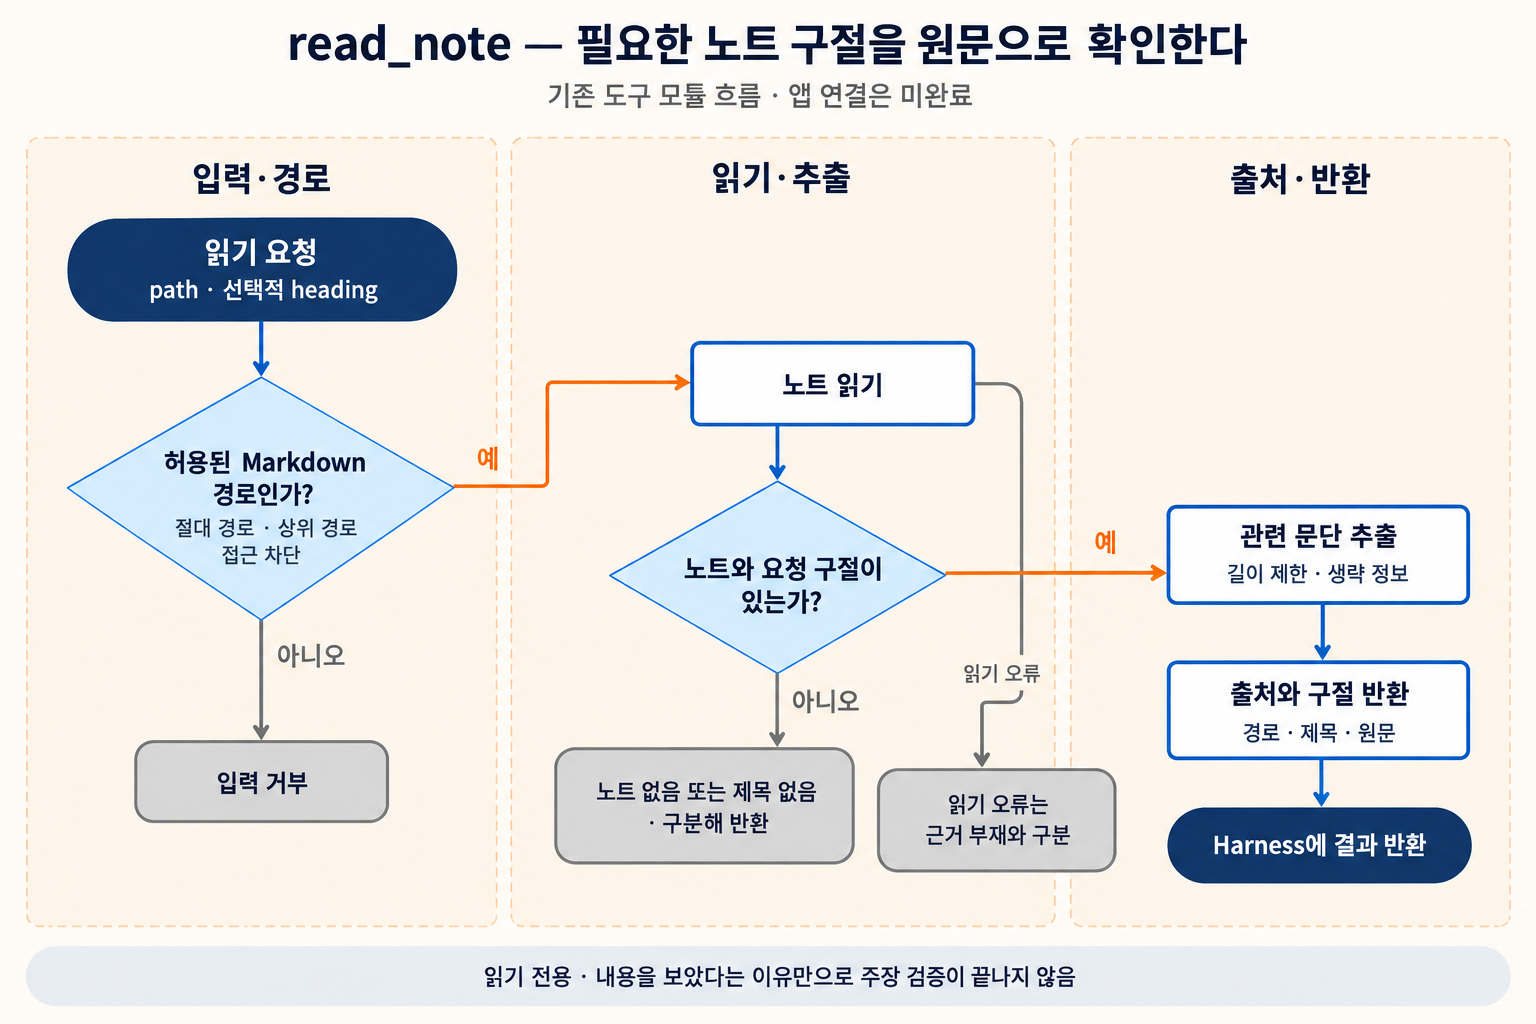 read_note — 필요한 노트 구절을 원문으로 확인한다
기존 도구 모듈 흐름 · 앱 연결은 미완료
입력·경로
읽기 요청
path · 선택적 heading
허용된 Markdown
경로인가?
절대 경로 · 상위 경로
접근 차단
예
아니오
입력 거부
읽기·추출
노트 읽기
노트와 요청 구절이
있는가?
예
아니오
읽기 오류
노트 없음 또는 제목 없음
· 구분해 반환
읽기 오류는
근거 부재와 구분
출처·반환
관련 문단 추출
길이 제한 · 생략 정보
출처와 구절 반환
경로 · 제목 · 원문
Harness에 결과 반환
읽기 전용 · 내용을 보았다는 이유만으로 주장 검증이 끝나지 않음